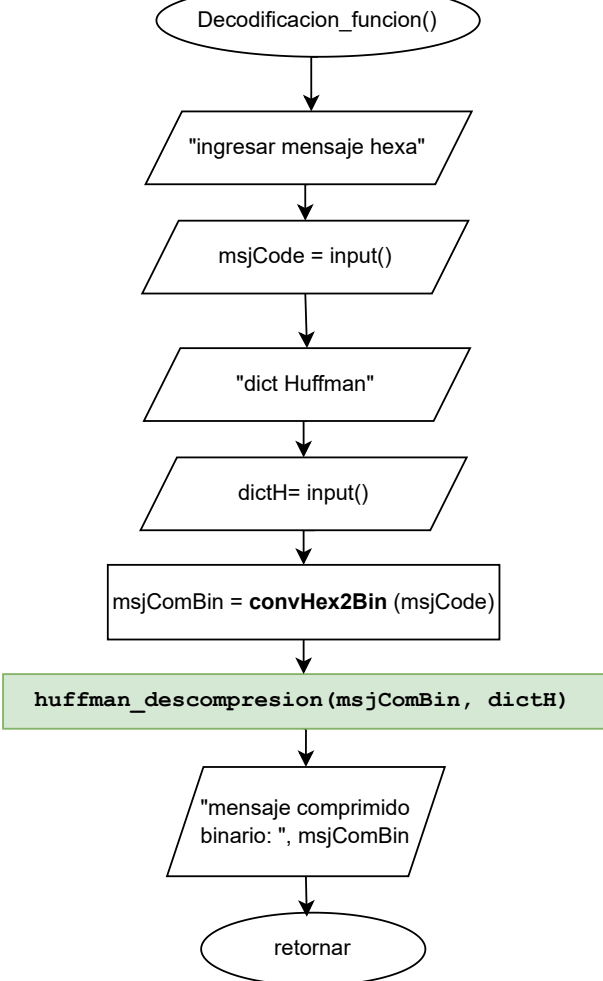 Decodificacion_funcion()
"ingresar mensaje hexa"
msjCode = input()
"dict Huffman"
dictH= input()
msjComBin = convHex2Bin (msjCode)
huffman_descompresion(msjComBin, dictH)
"mensaje comprimido
binario: ", msjComBin
retornar